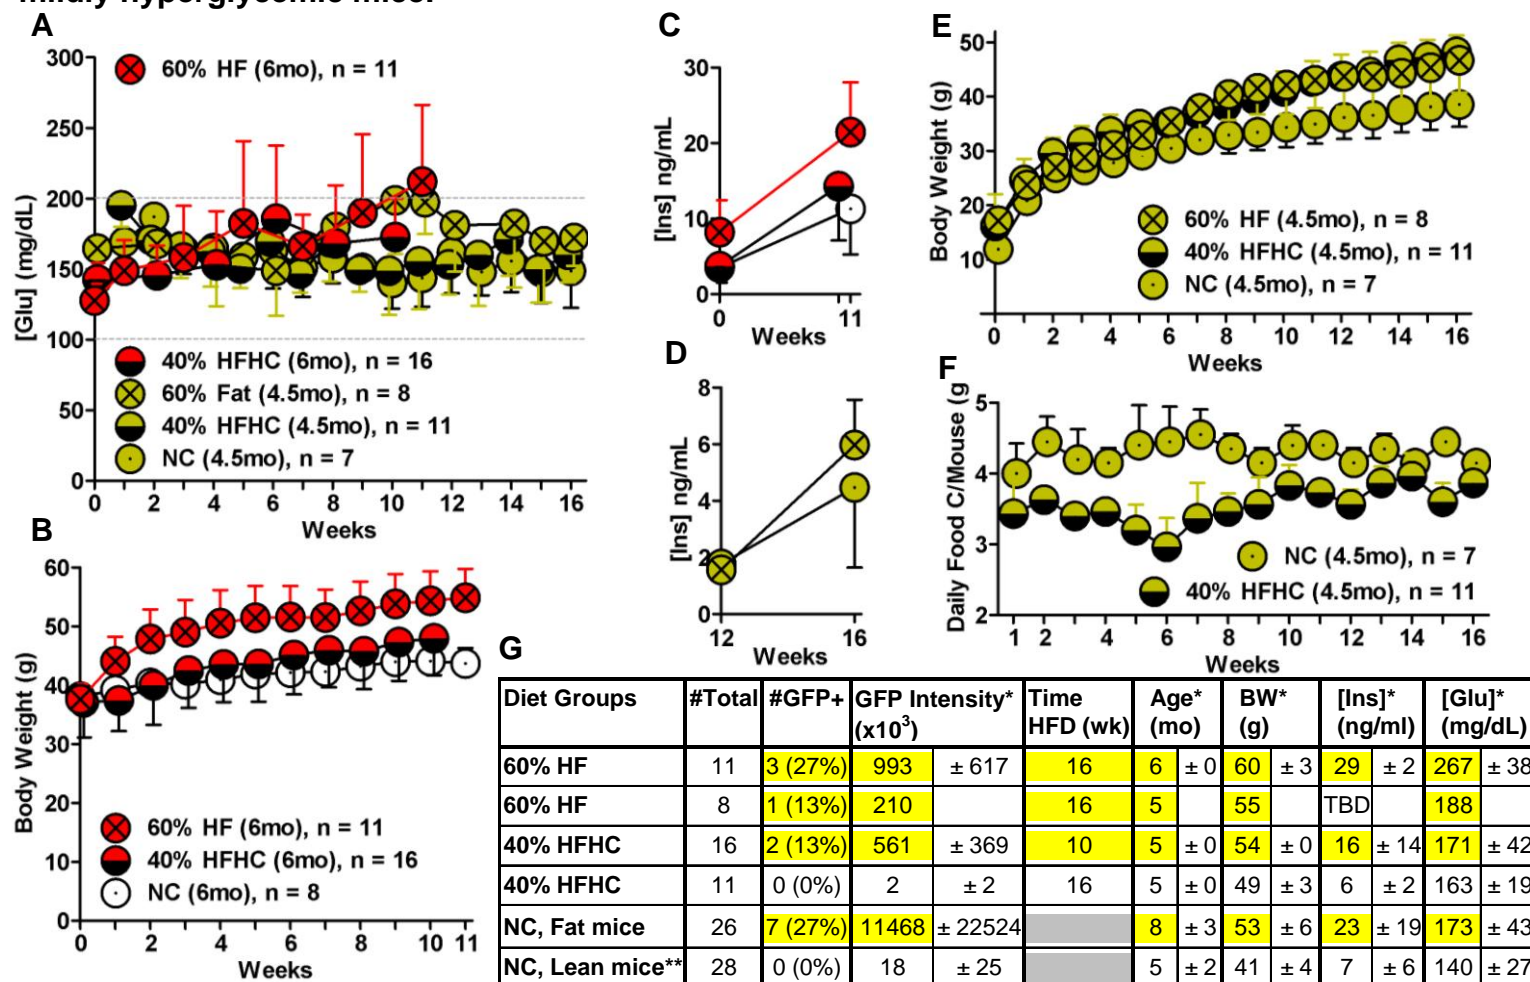 mildly hyperglycemic mice.
A
300
250
200
150
100
50
0
[Glu] (mg/dL)
60% HF (6mo), n = 11
40% HFHC (6mo), n = 16
60% Fat (4.5mo), n = 8
40% HFHC (4.5mo), n = 11
NC (4.5mo), n = 7
0 2 4 6 8 10 12 14 16
Weeks
B
60
50
40
30
20
10
0
Body Weight (g)
60% HF (6mo), n = 11
40% HFHC (6mo), n = 16
NC (6mo), n = 8
0 2 4 6 8 10 11
Weeks
C
30
20
10
0
[Ins] ng/mL
0 11
Weeks
D
8
6
4
2
0
[Ins] ng/mL
12 16
Weeks
E
50
40
30
20
10
Body Weight (g)
60% HF (4.5mo), n = 8
40% HFHC (4.5mo), n = 11
NC (4.5mo), n = 7
0 2 4 6 8 10 12 14 16
Weeks
F
5
4
3
2
Daily Food C/Mouse (g
NC (4.5mo), n = 7
40% HFHC (4.5mo), n = 11
1 2 4 6 8 10 12 14 16
Weeks
G
Diet Groups #Total #GFP+ GFP Intensity* (x10³) Time HFD (wk) Age* (mo) BW* (g) [Ins]* (ng/ml) [Glu]* (mg/dL)
60% HF 11 3 (27%) 993 ± 617 16 6 ± 0 60 ± 3 29 ± 2 267 ± 38
60% HF 8 1 (13%) 210 16 5 55 TBD 188
40% HFHC 16 2 (13%) 561 ± 369 10 5 ± 0 54 ± 0 16 ± 14 171 ± 42
40% HFHC 11 0 (0%) 2 ± 2 16 5 ± 0 49 ± 3 6 ± 2 163 ± 19
NC, Fat mice 26 7 (27%) 11468 ± 22524 8 ± 3 53 ± 6 23 ± 19 173 ± 43
NC, Lean mice** 28 0 (0%) 18 ± 25 5 ± 2 41 ± 4 7 ± 6 140 ± 27